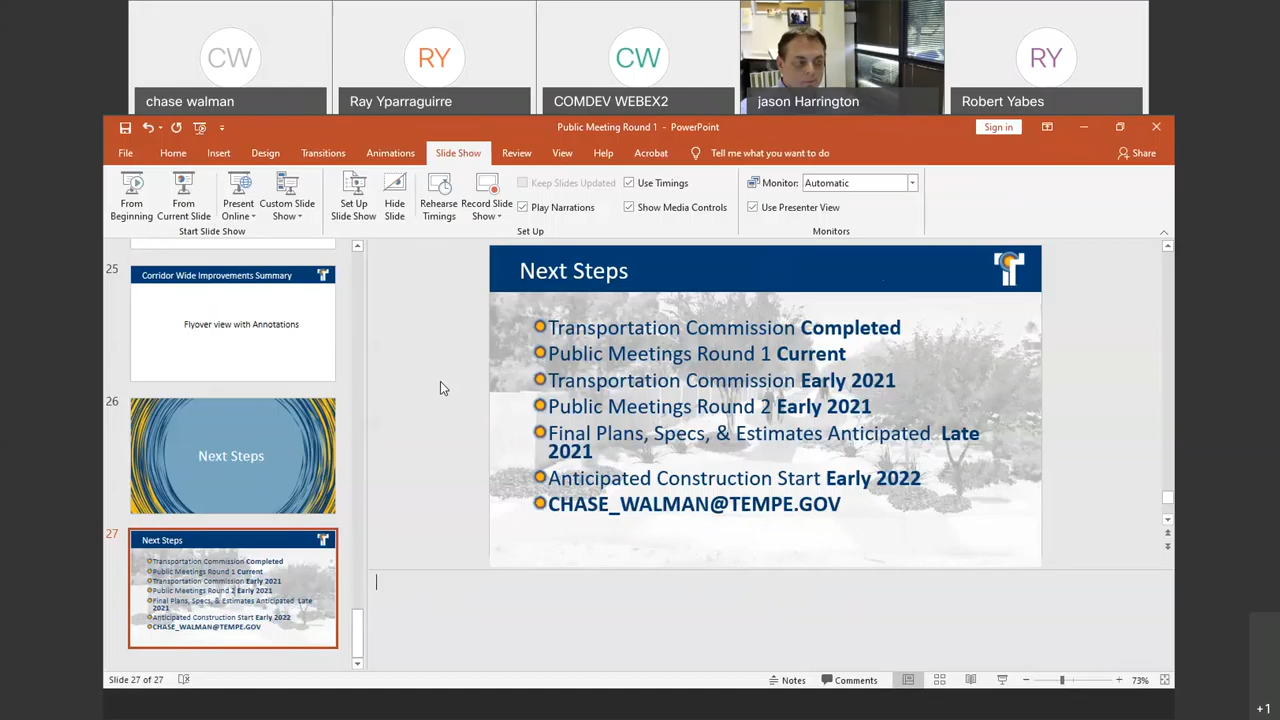 CW
RY
CW
RY
chase walman
Ray Yparraguirre
COMDEV WEBEX2
jason Harrington
Robert Yabes
Public Meeting Round 1 - PowerPoint
Sign in
File Home Insert Design Transitions Animations Slide Show Review View Help Acrobat Tell me what you want to do Share
From Beginning
From Current Slide
Present Online
Custom Slide Show
Set Up Slide Show
Hide Slide
Rehearse Timings
Record Slide Show
Keep Slides Updated
Play Narrations
Use Timings
Show Media Controls
Monitor: Automatic
Use Presenter View
Start Slide Show
Set Up
Monitors
25
Corridor Wide Improvements Summary
Flyover view with Annotations
26
Next Steps
27
Next Steps
Transportation Commission Completed
Public Meetings Round 1 Current
Transportation Commission Early 2021
Public Meetings Round 2 Early 2021
Final Plans, Specs, & Estimates Anticipated Late
2021
Anticipated Construction Start Early 2022
CHASE_WALMAN@TEMPE.GOV
Next Steps
Transportation Commission Completed
Public Meetings Round 1 Current
Transportation Commission Early 2021
Public Meetings Round 2 Early 2021
Final Plans, Specs, & Estimates Anticipated Late
2021
Anticipated Construction Start Early 2022
CHASE_WALMAN@TEMPE.GOV
Slide 27 of 27
Notes
Comments
73%
+1